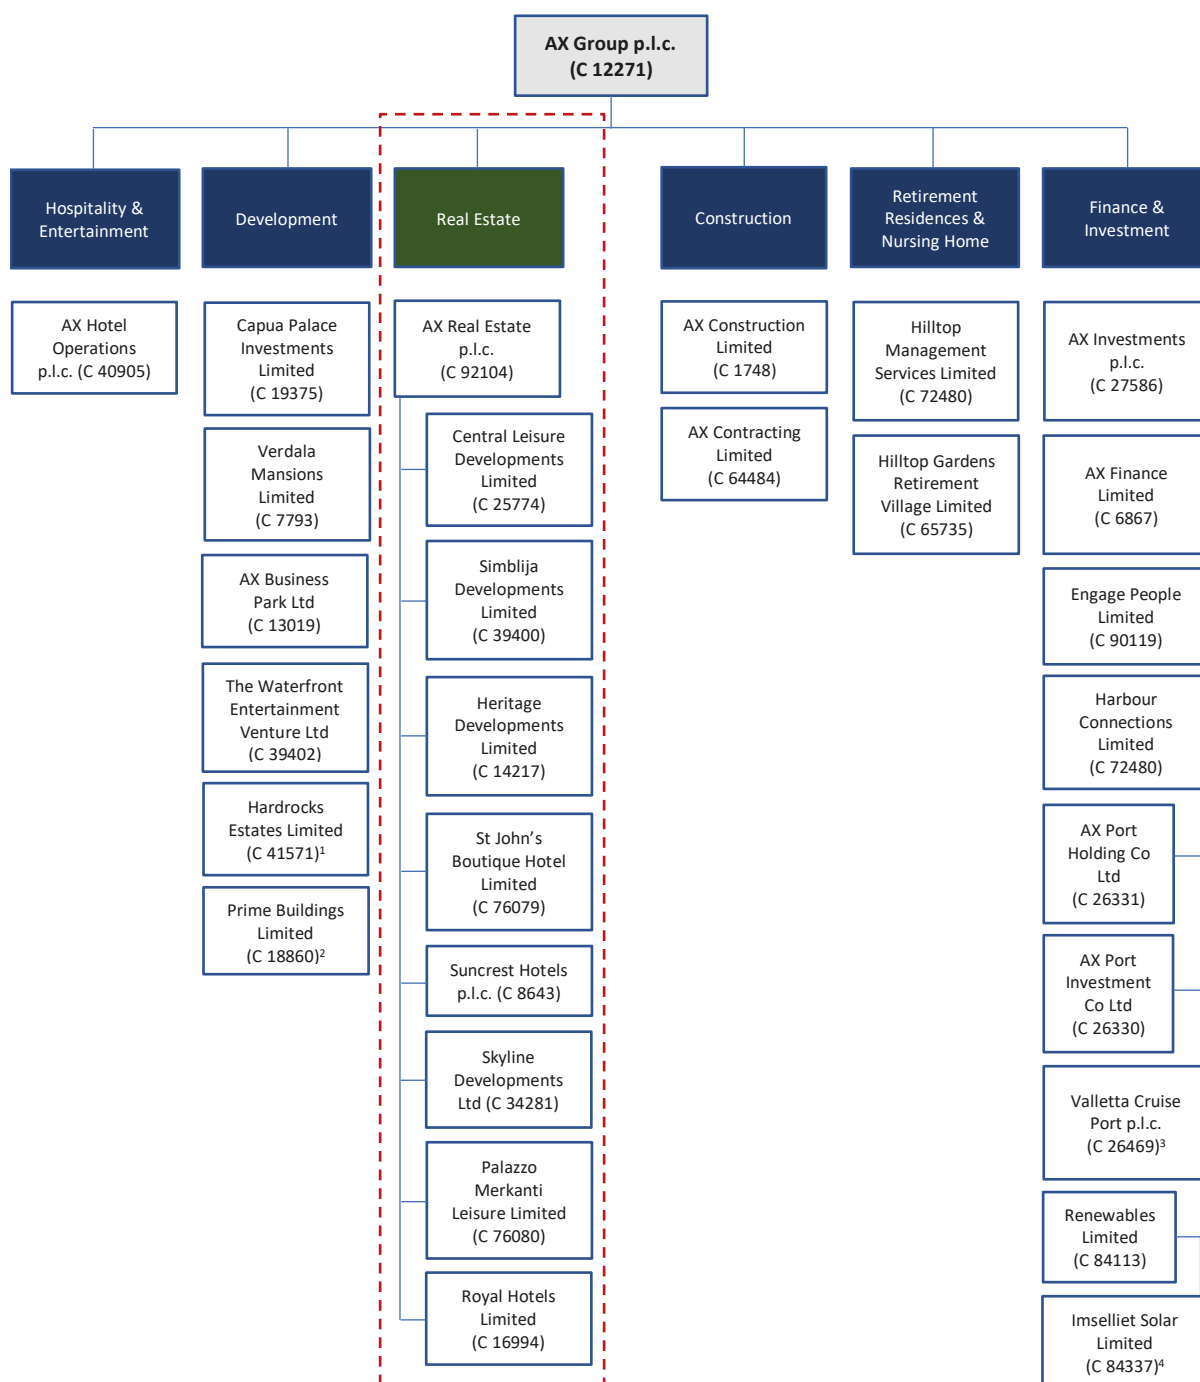 AX Group p.l.c.
(C 12271)
Hospitality &
Entertainment
Development
Real Estate
Construction
Retirement
Residences &
Nursing Home
Finance &
Investment
AX Hotel
Operations
p.l.c. (C 40905)
Capua Palace
Investments
Limited
(C 19375)
Verdala
Mansions
Limited
(C 7793)
AX Business
Park Ltd
(C 13019)
The Waterfront
Entertainment
Venture Ltd
(C 39402)
Hardrocks
Estates Limited
(C 41571)¹
Prime Buildings
Limited
(C 18860)²
AX Real Estate
p.l.c.
(C 92104)
Central Leisure
Developments
Limited
(C 25774)
Simblija
Developments
Limited
(C 39400)
Heritage
Developments
Limited
(C 14217)
St John’s
Boutique Hotel
Limited
(C 76079)
Suncrest Hotels
p.l.c. (C 8643)
Skyline
Developments
Ltd (C 34281)
Palazzo
Merkanti
Leisure Limited
(C 76080)
Royal Hotels
Limited
(C 16994)
AX Construction
Limited
(C 1748)
AX Contracting
Limited
(C 64484)
Hilltop
Management
Services Limited
(C 72480)
Hilltop Gardens
Retirement
Village Limited
(C 65735)
AX Investments
p.l.c.
(C 27586)
AX Finance
Limited
(C 6867)
Engage People
Limited
(C 90119)
Harbour
Connections
Limited
(C 72480)
AX Port
Holding Co
Ltd
(C 26331)
AX Port
Investment
Co Ltd
(C 26330)
Valletta Cruise
Port p.l.c.
(C 26469)³
Renewables
Limited
(C 84113)
Imselliet Solar
Limited
(C 84337)⁴